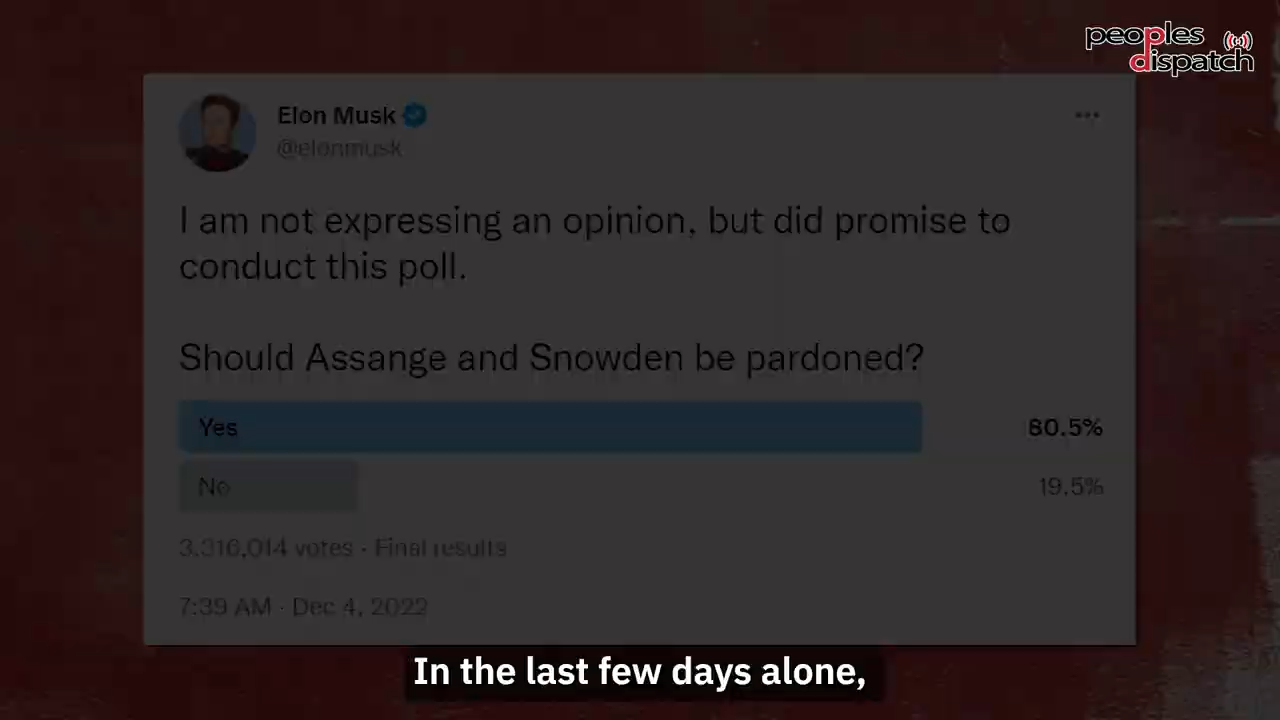 peoples
dispatch
Elon Musk
@elonmusk
I am not expressing an opinion, but did promise to
conduct this poll.
Should Assange and Snowden be pardoned?
Yes 80.5%
No 19.5%
3,316,014 votes · Final results
7:39 AM · Dec 4, 2022
In the last few days alone,